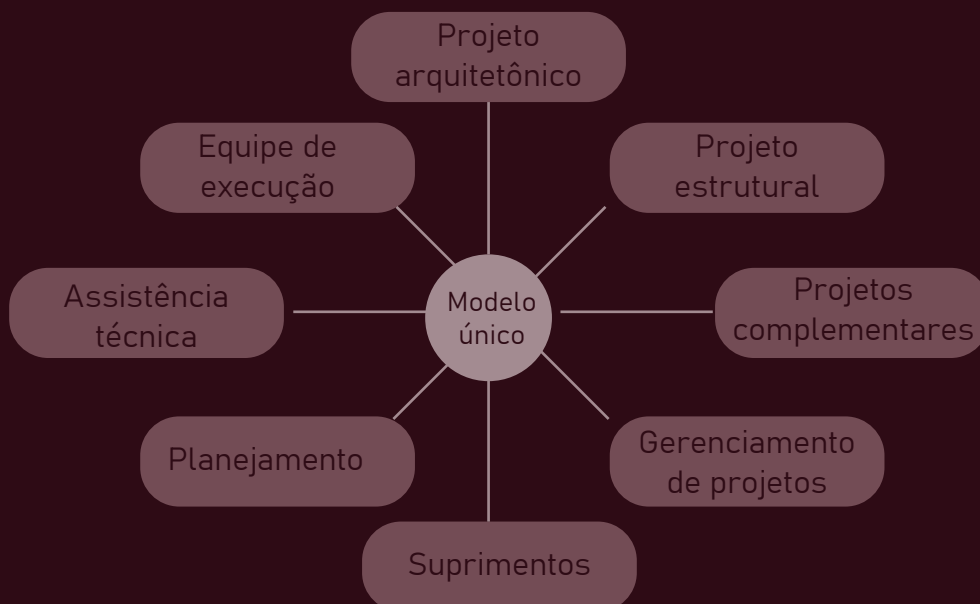 Projeto
arquitetônico
Equipe de
execução
Projeto
estrutural
Assistência
técnica
Modelo
único
Projetos
complementares
Planejamento
Gerenciamento
de projetos
Suprimentos